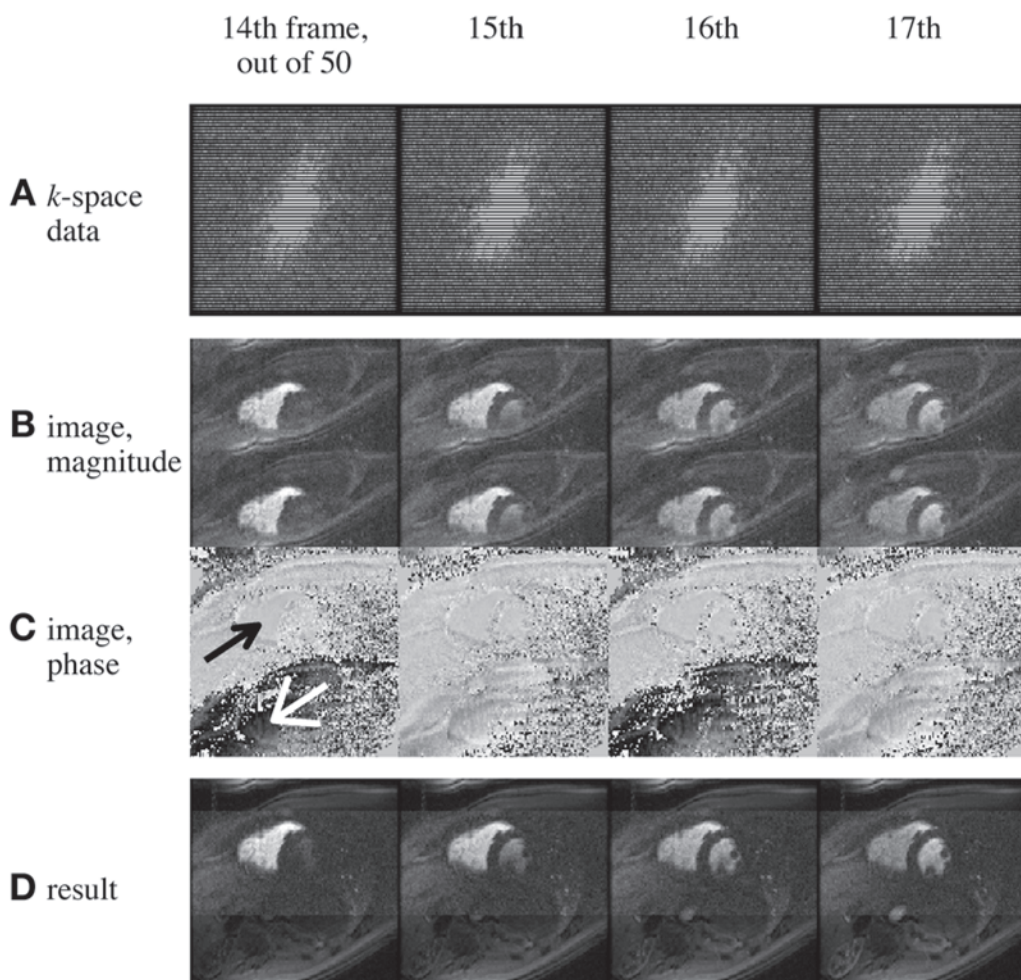 14th frame,
out of 50
15th
16th
17th
A k-space
data
B image,
magnitude
C image,
phase
D result